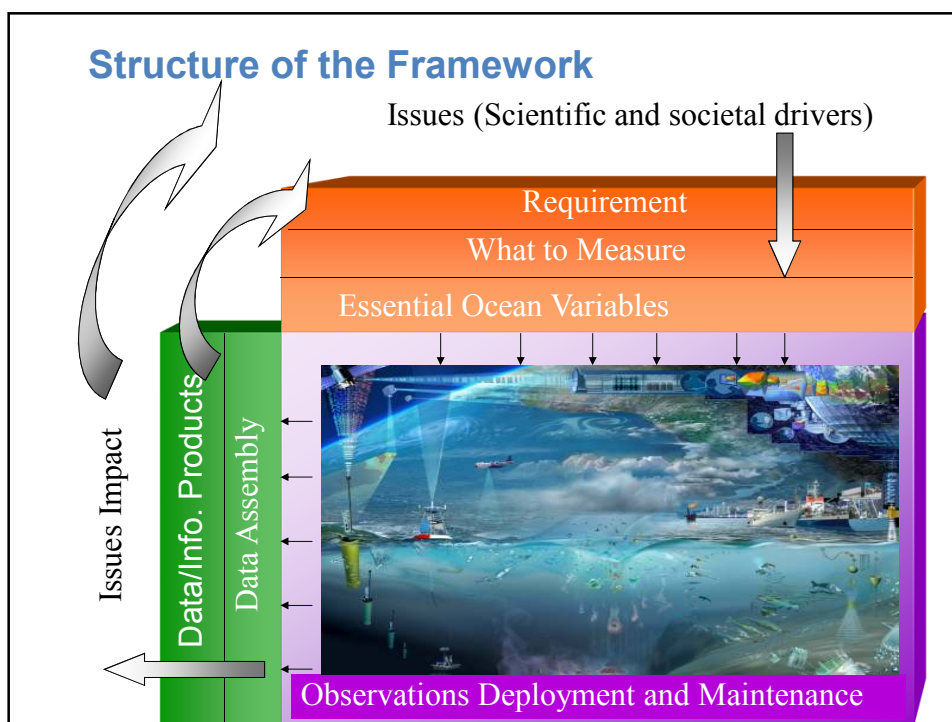 Structure of the Framework
Issues (Scientific and societal drivers)
Requirement
What to Measure
Essential Ocean Variables
Issues Impact
Data/Info. Products
Data Assembly
Observations Deployment and Maintenance